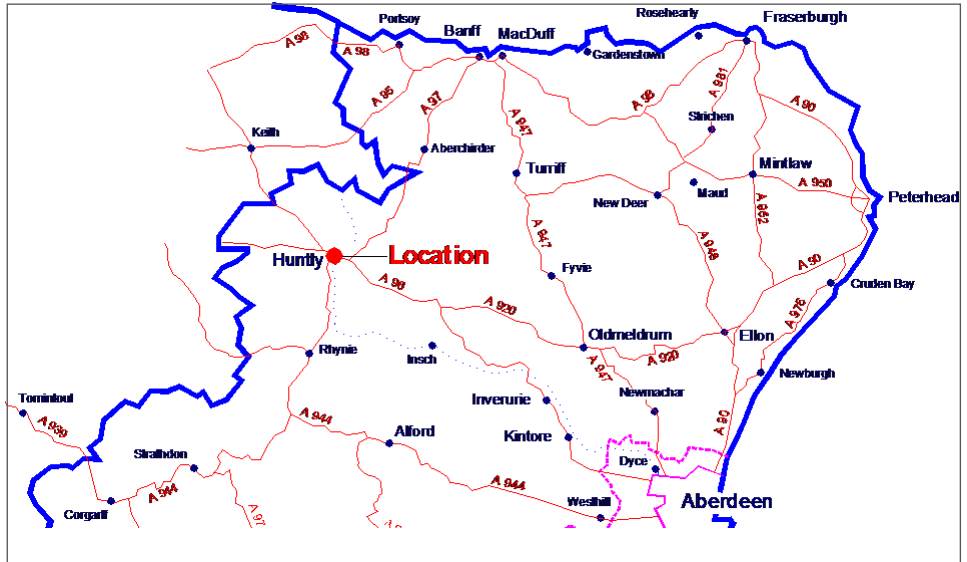 Rosehearty
Fraserburgh
Portsoy
Banff
MacDuff
Gardenstown
A 98
A 98
A 981
A 98
A 95
A 97
A 90
A 947
Strichen
Keith
Aberchirder
Turriff
Mintlaw
A 950
Maud
New Deer
Peterhead
A 952
A 947
A 948
Huntly
Location
A 90
Fyvie
A 96
Cruden Bay
A 920
A 975
Oldmeldrum
Ellon
Rhynie
Insch
A 920
A 947
Newburgh
Tomintoul
Inverurie
Newmachar
A 944
A 90
A 939
Alford
Kintore
Strathdon
Dyce
A 944
A 944
Westhill
Aberdeen
Corgarff
A 97